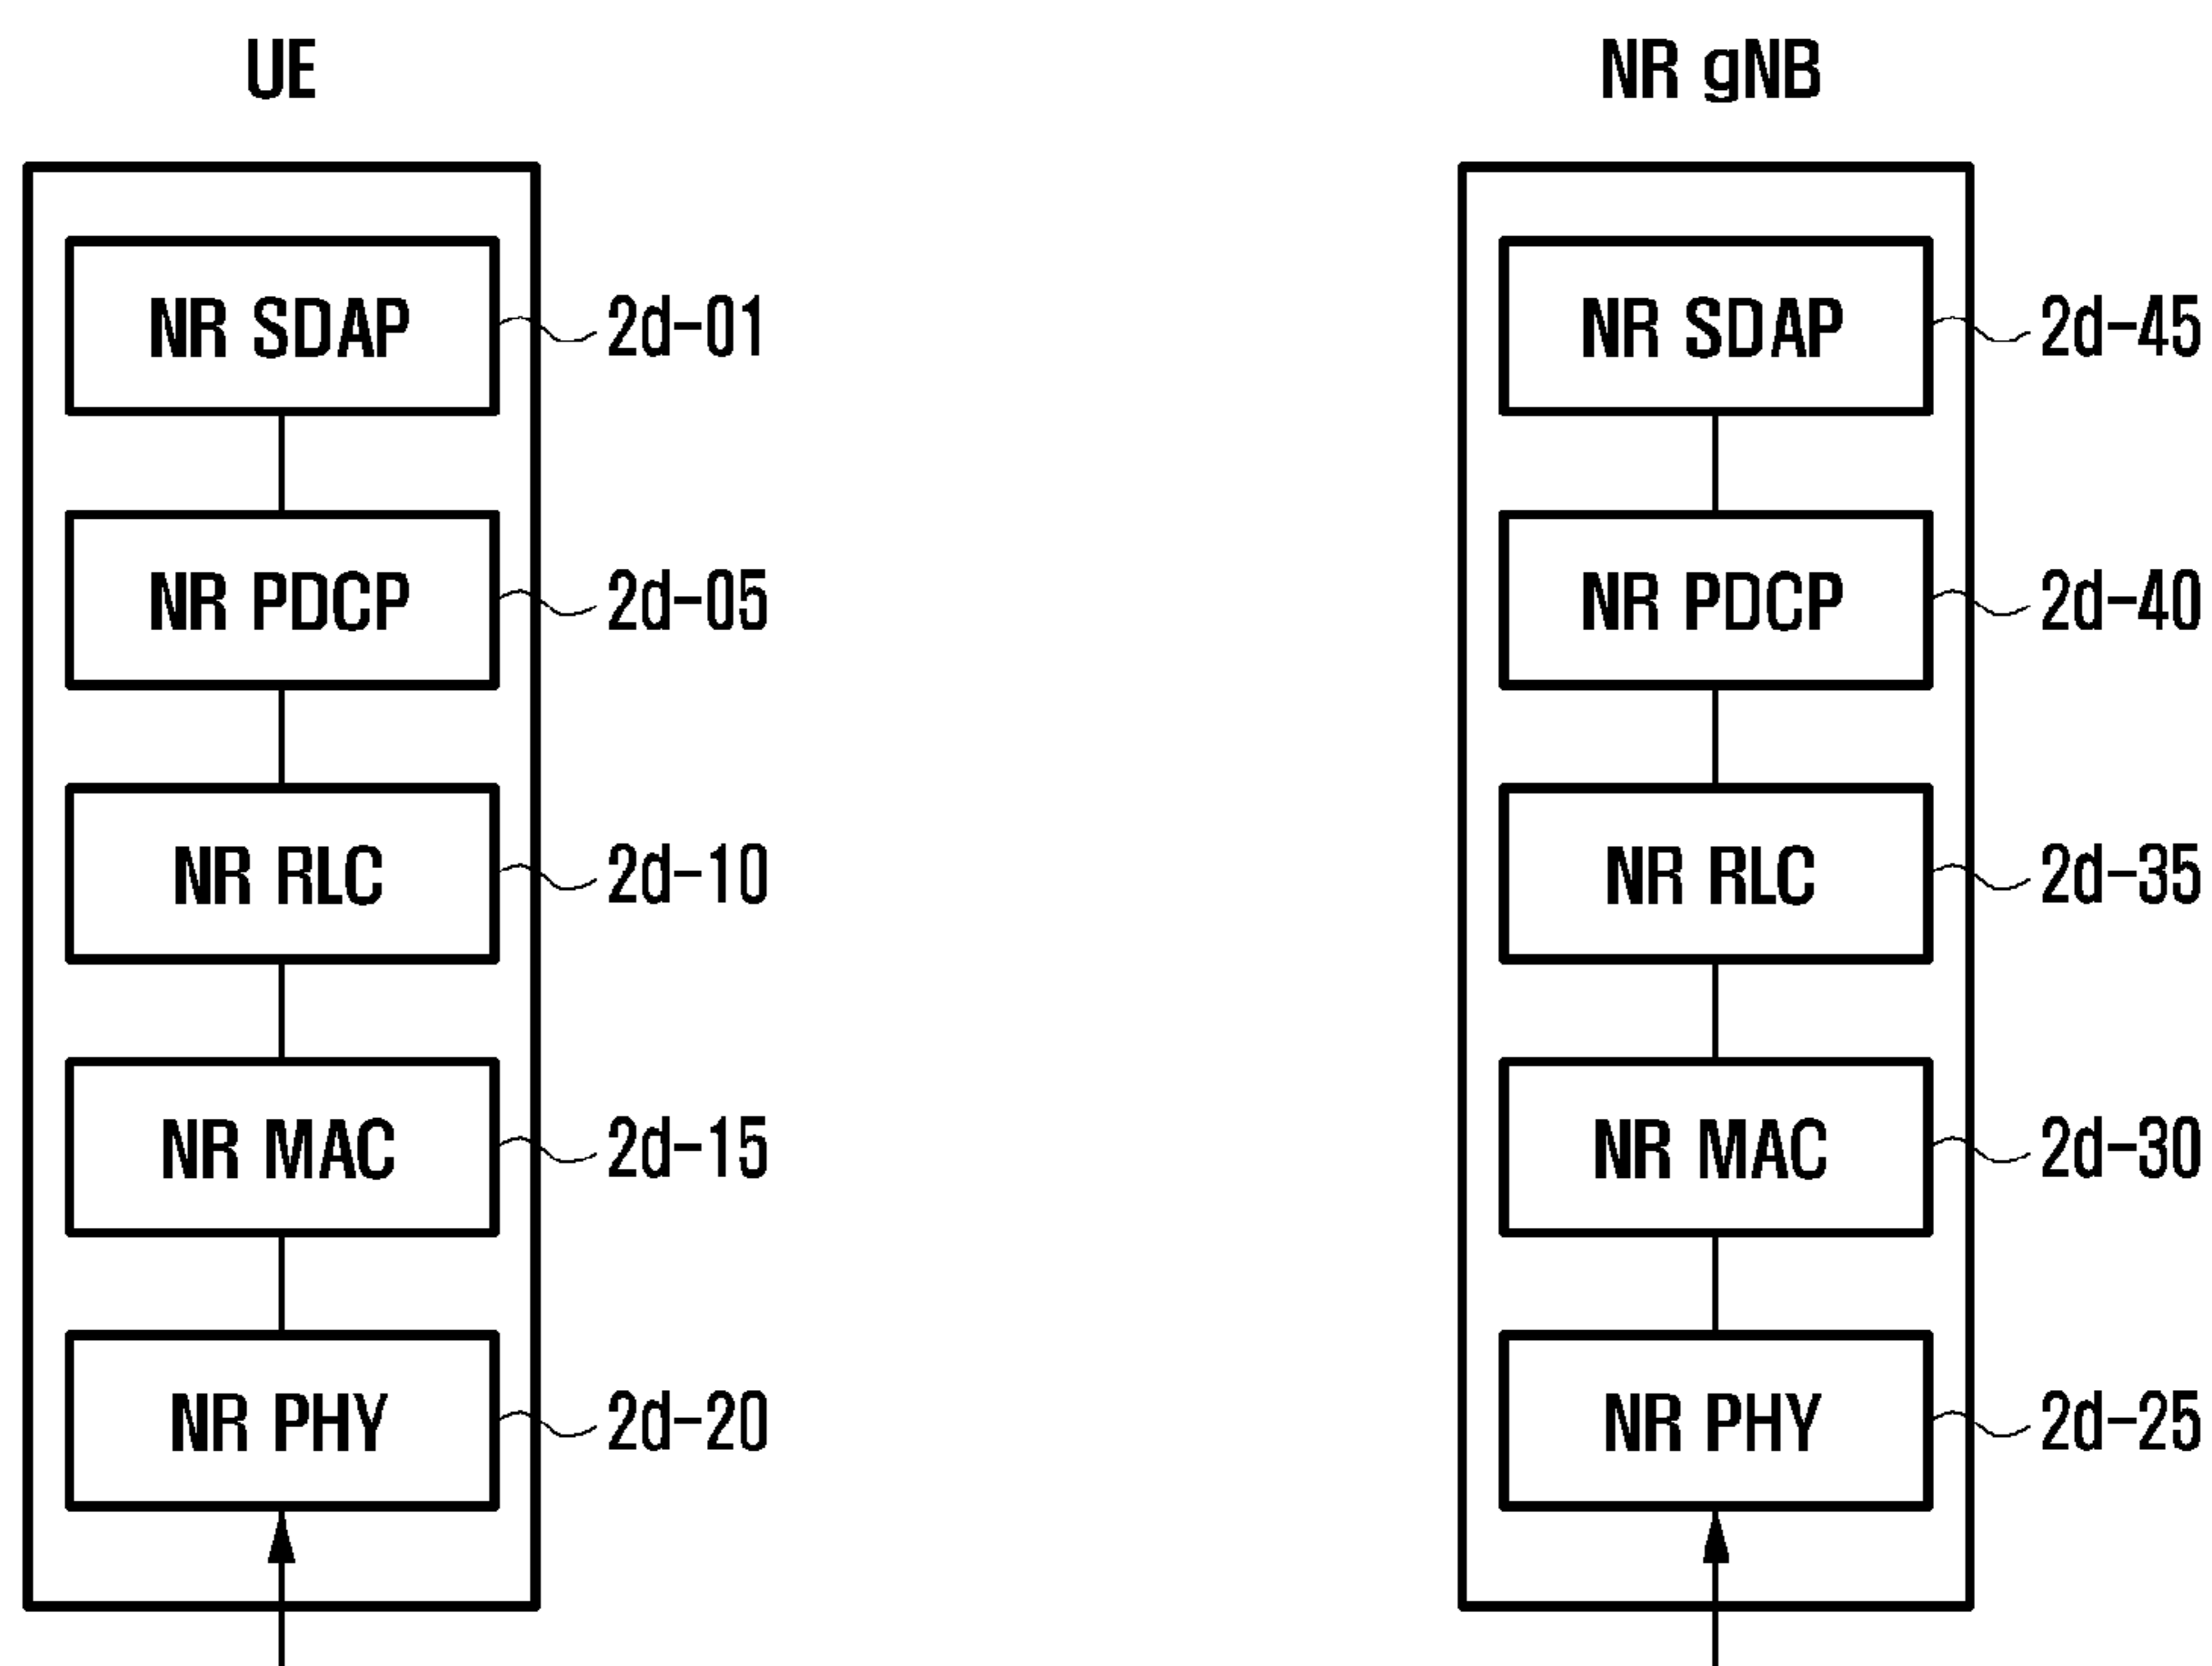 UE
NR SDAP 2d-01
NR PDCP 2d-05
NR RLC 2d-10
NR MAC 2d-15
NR PHY 2d-20
NR gNB
NR SDAP 2d-45
NR PDCP 2d-40
NR RLC 2d-35
NR MAC 2d-30
NR PHY 2d-25